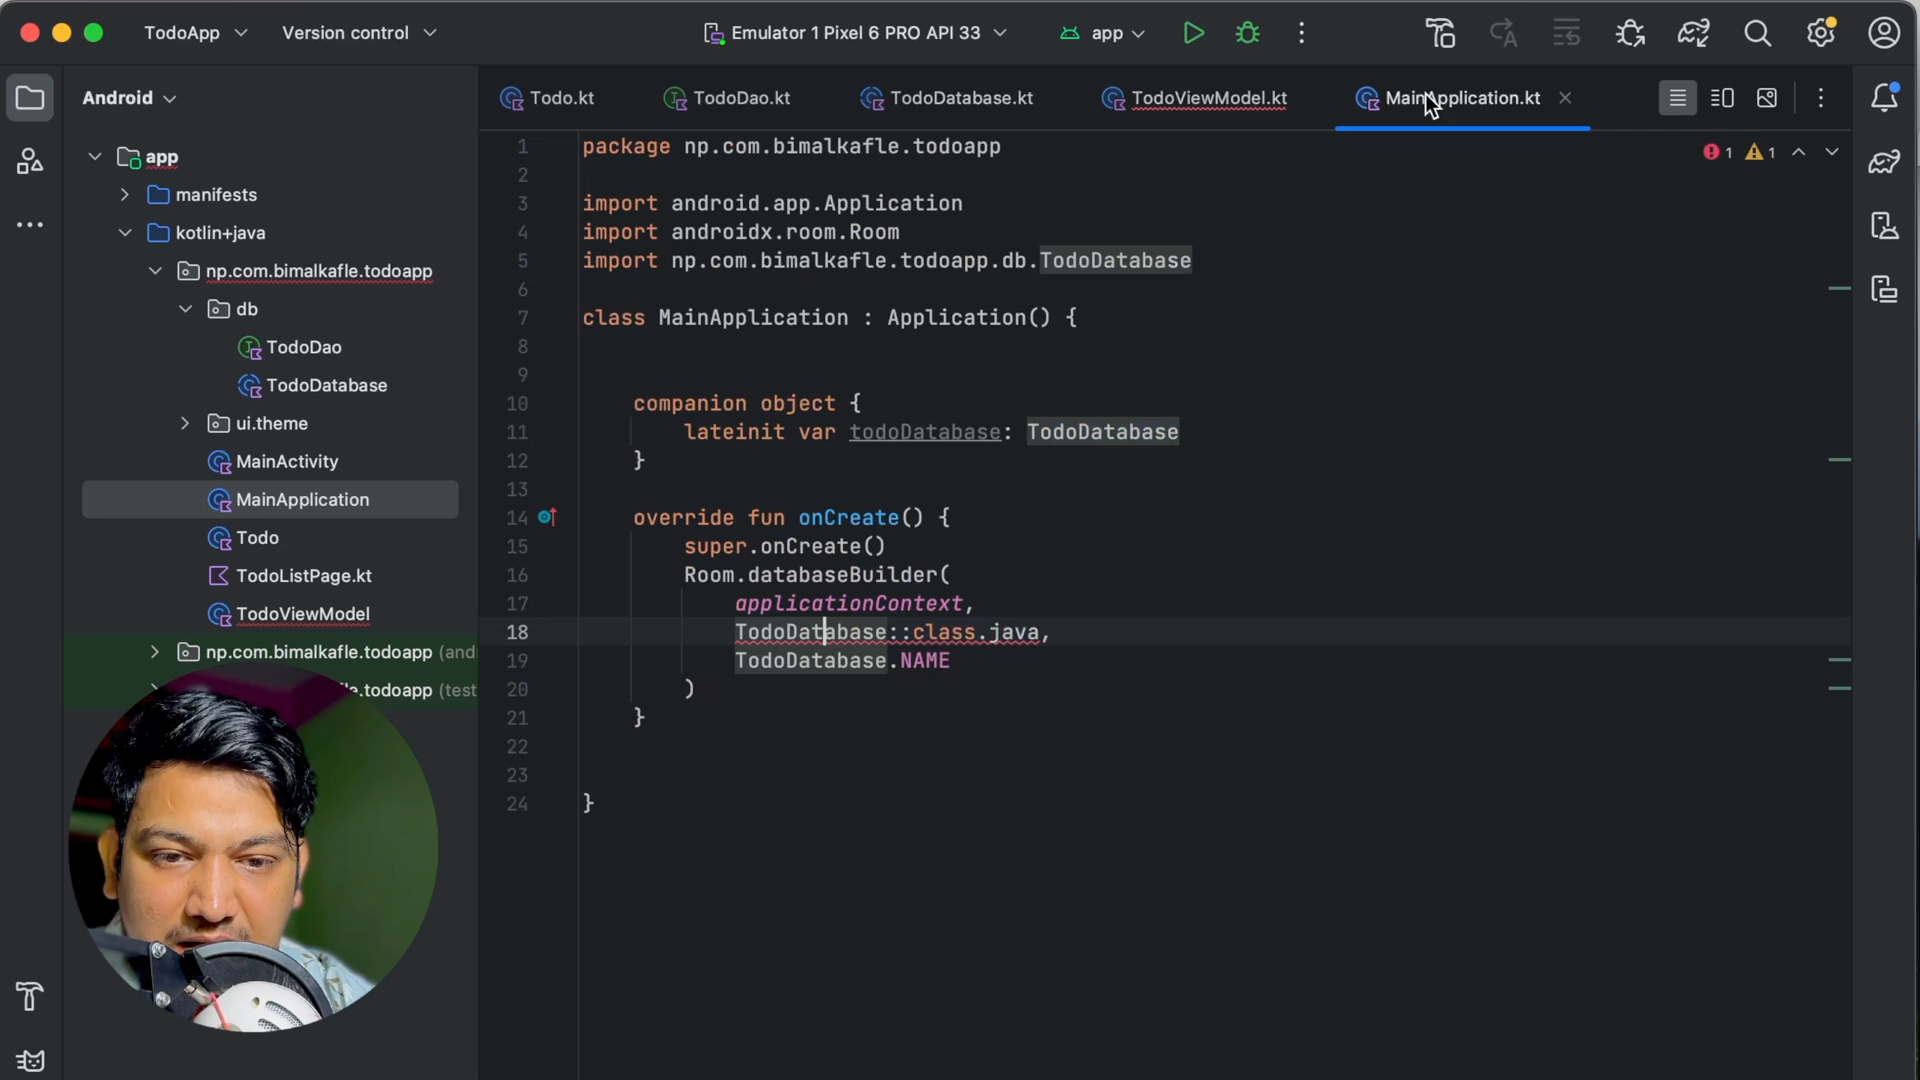 TodoApp
Version control
Emulator 1 Pixel 6 PRO API 33
app
Android
Todo.kt
TodoDao.kt
TodoDatabase.kt
TodoViewModel.kt
MainApplication.kt
app
manifests
kotlin+java
np.com.bimalkafle.todoapp
db
TodoDao
TodoDatabase
ui.theme
MainActivity
MainApplication
Todo
TodoListPage.kt
TodoViewModel
np.com.bimalkafle.todoapp (and
le.todoapp (test
1 1
1 package np.com.bimalkafle.todoapp
2
3 import android.app.Application
4 import androidx.room.Room
5 import np.com.bimalkafle.todoapp.db.TodoDatabase
6
7 class MainApplication : Application() {
8
9
10 companion object {
11 lateinit var todoDatabase: TodoDatabase
12 }
13
14 override fun onCreate() {
15 super.onCreate()
16 Room.databaseBuilder(
17 applicationContext,
18 TodoDatabase::class.java,
19 TodoDatabase.NAME
20 )
21 }
22
23
24 }